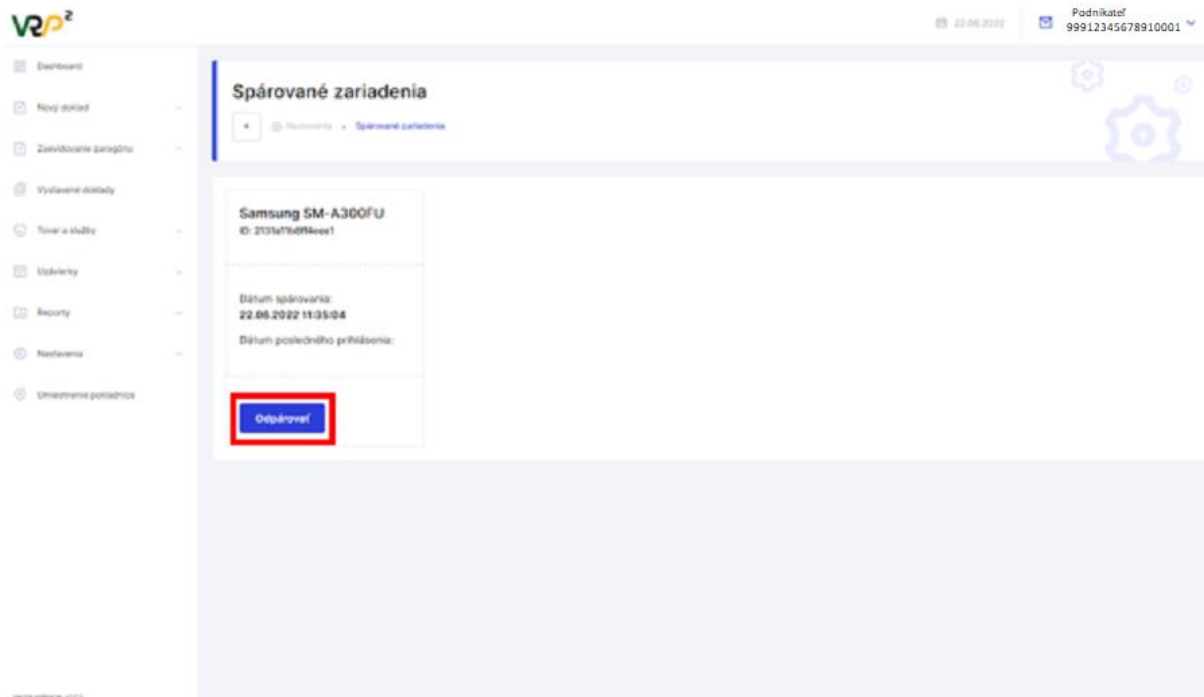 VRP²
22.06.2022
Podnikateľ
99912345678910001
Dashboard
Nový doklad
Zaevidovanie paragónu
Vystavené doklady
Tovar a služby
Uzávierky
Reporty
Nastavenia
Umiestnenie pokladnice
Spárované zariadenia
Nastavenia
Spárované zariadenia
Samsung SM-A300FU
ID:
Dátum spárovania:
22.06.2022 11:35:04
Dátum posledného prihlásenia:
Odpárovať